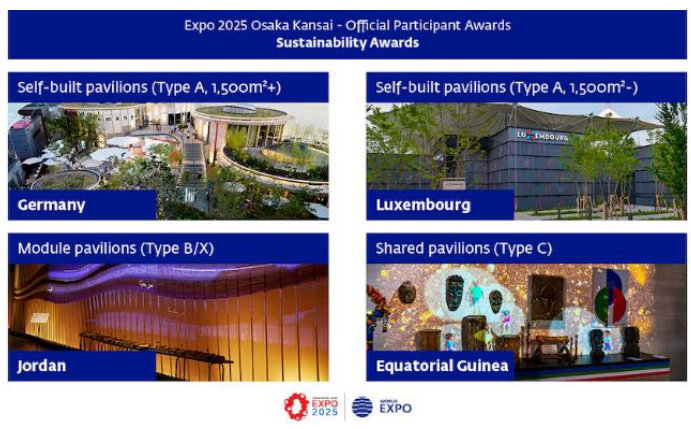 Expo 2025 Osaka Kansai - Official Participant Awards
Sustainability Awards
Self-built pavilions (Type A, 1,500m²+)
Self-built pavilions (Type A, 1,500m²-)
LUXEMBOURG
Germany
Luxembourg
Module pavilions (Type B/X)
Shared pavilions (Type C)
Jordan
Equatorial Guinea
EXPO
2025
WORLD
EXPO